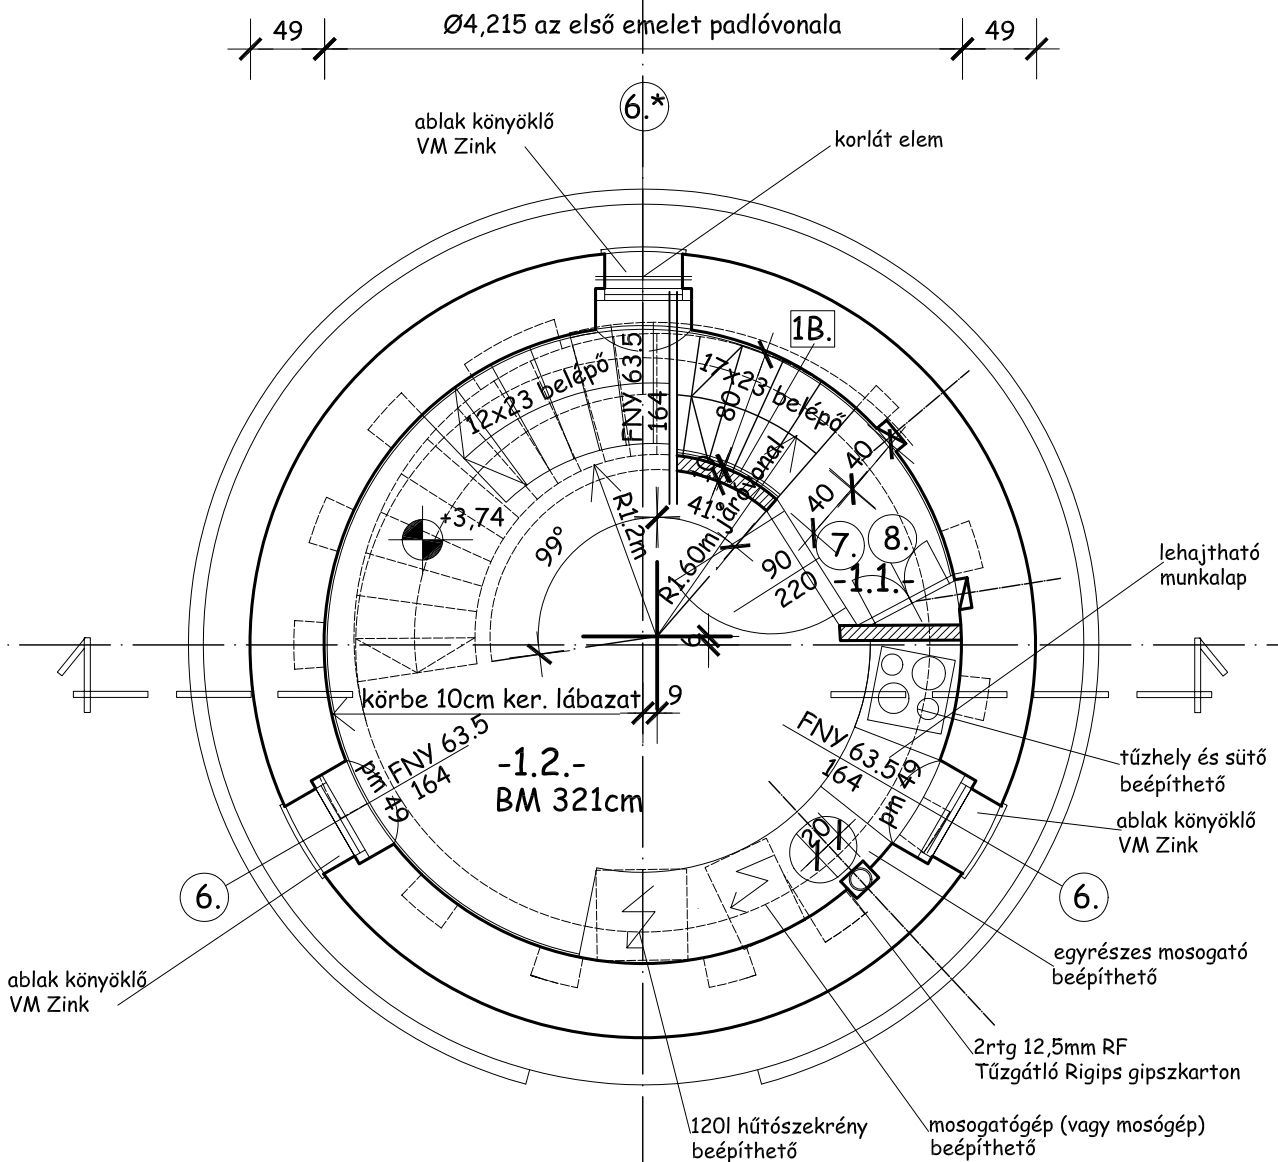 49
Ø4,215 az első emelet padlóvonala
49
6.*
ablak könyöklő
VM Zink
korlát elem
1B.
12x23 belépő
FNY 63.5
164
17x23 belépő
80
10
járóvonal
R1.60m
41.°
40
40
+3,74
99°
R1.2m
7.
8.
90
220
-1.1.-
lehajtható
munkalap
6
1
1
körbe 10cm ker. lábazat
9
FNY 63.5
164
pm 49
-1.2.-
BM 321cm
FNY 63.5
164
pm 49
tűzhely és sütő
beépíthető
ablak könyöklő
VM Zink
20
6.
6.
ablak könyöklő
VM Zink
egyrészes mosogató
beépíthető
2rtg 12,5mm RF
Tűzgátló Rigips gipszkarton
120l hűtószekrény
beépíthető
mosogatógép (vagy mosógép)
beépíthető